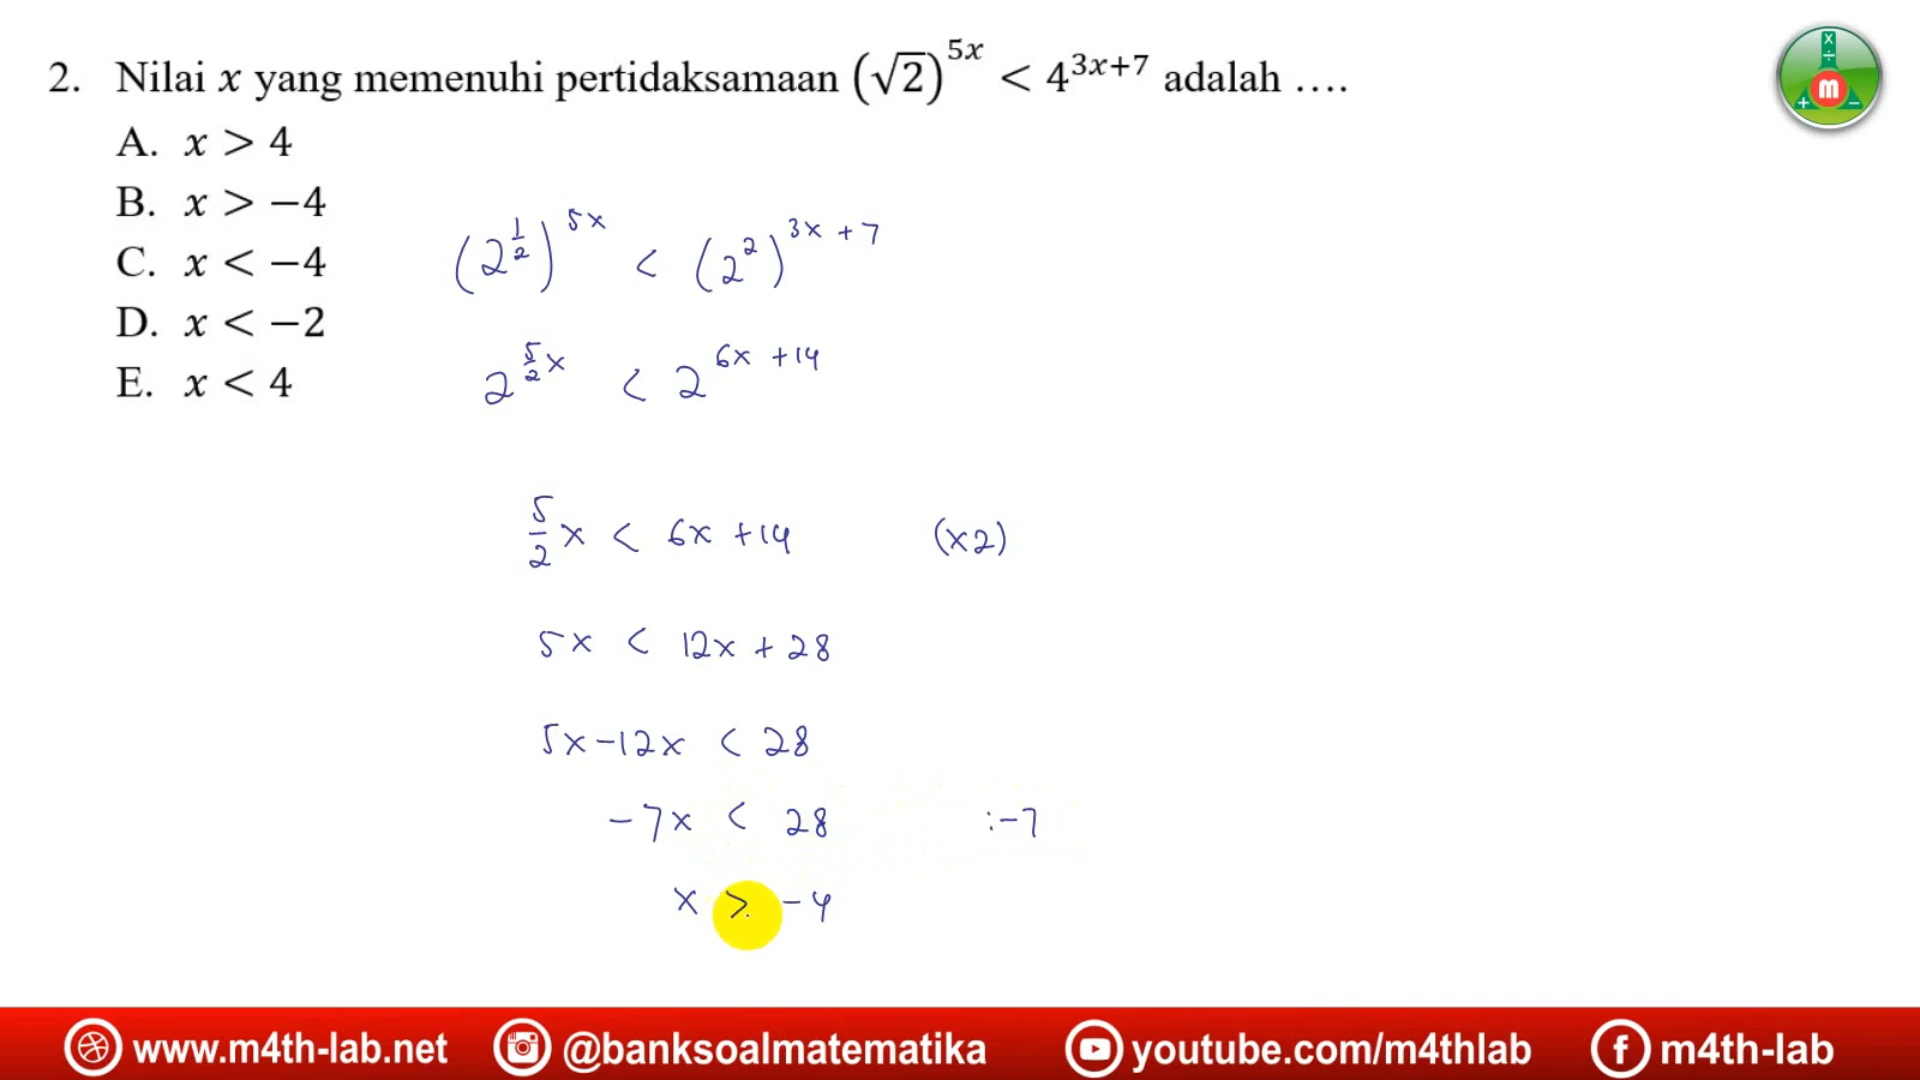 2. Nilai x yang memenuhi pertidaksamaan (√2)^5x < 4^3x+7 adalah ....
A. x > 4
B. x > −4
C. x < −4
D. x < −2
E. x < 4
(2^1/2)^5x < (2^2)^3x + 7
2^5/2 x < 2^6x + 14
5/2 x < 6x + 14 (x2)
5x < 12x + 28
5x − 12x < 28
− 7x < 28 :−7
x > − 4
x ÷ m + −
www.m4th-lab.net @banksoalmatematika youtube.com/m4thlab f m4th-lab